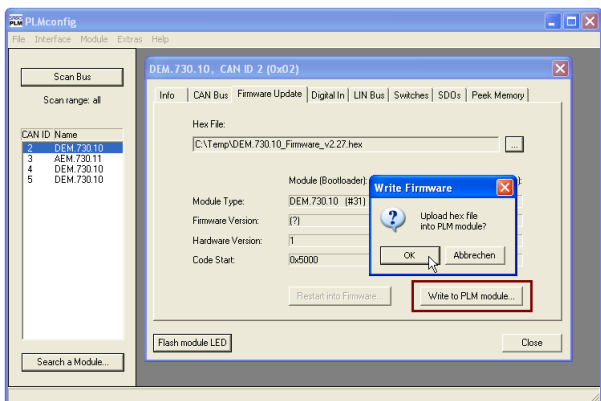 PLM PLMconfig
File Interface Module Extras Help
Scan Bus
Scan range: all
CAN ID Name
2 DEM.730.10
3 AEM.730.11
4 DEM.730.10
5 DEM.730.10
Search a Module...
DEM.730.10, CAN ID 2 (0x02)
Info CAN Bus Firmware Update Digital In LIN Bus Switches SDOs Peek Memory
Hex File:
C:\Temp\DEM.730.10_Firmware_v2.27.hex
...
Module (Bootloader):
Module Type: DEM.730.10 (#31)
Firmware Version: (?)
Hardware Version: 1
Code Start: 0x5000
Restart into Firmware... Write to PLM module...
Flash module LED Close
Write Firmware
Upload hex file
into PLM module?
OK Abbrechen